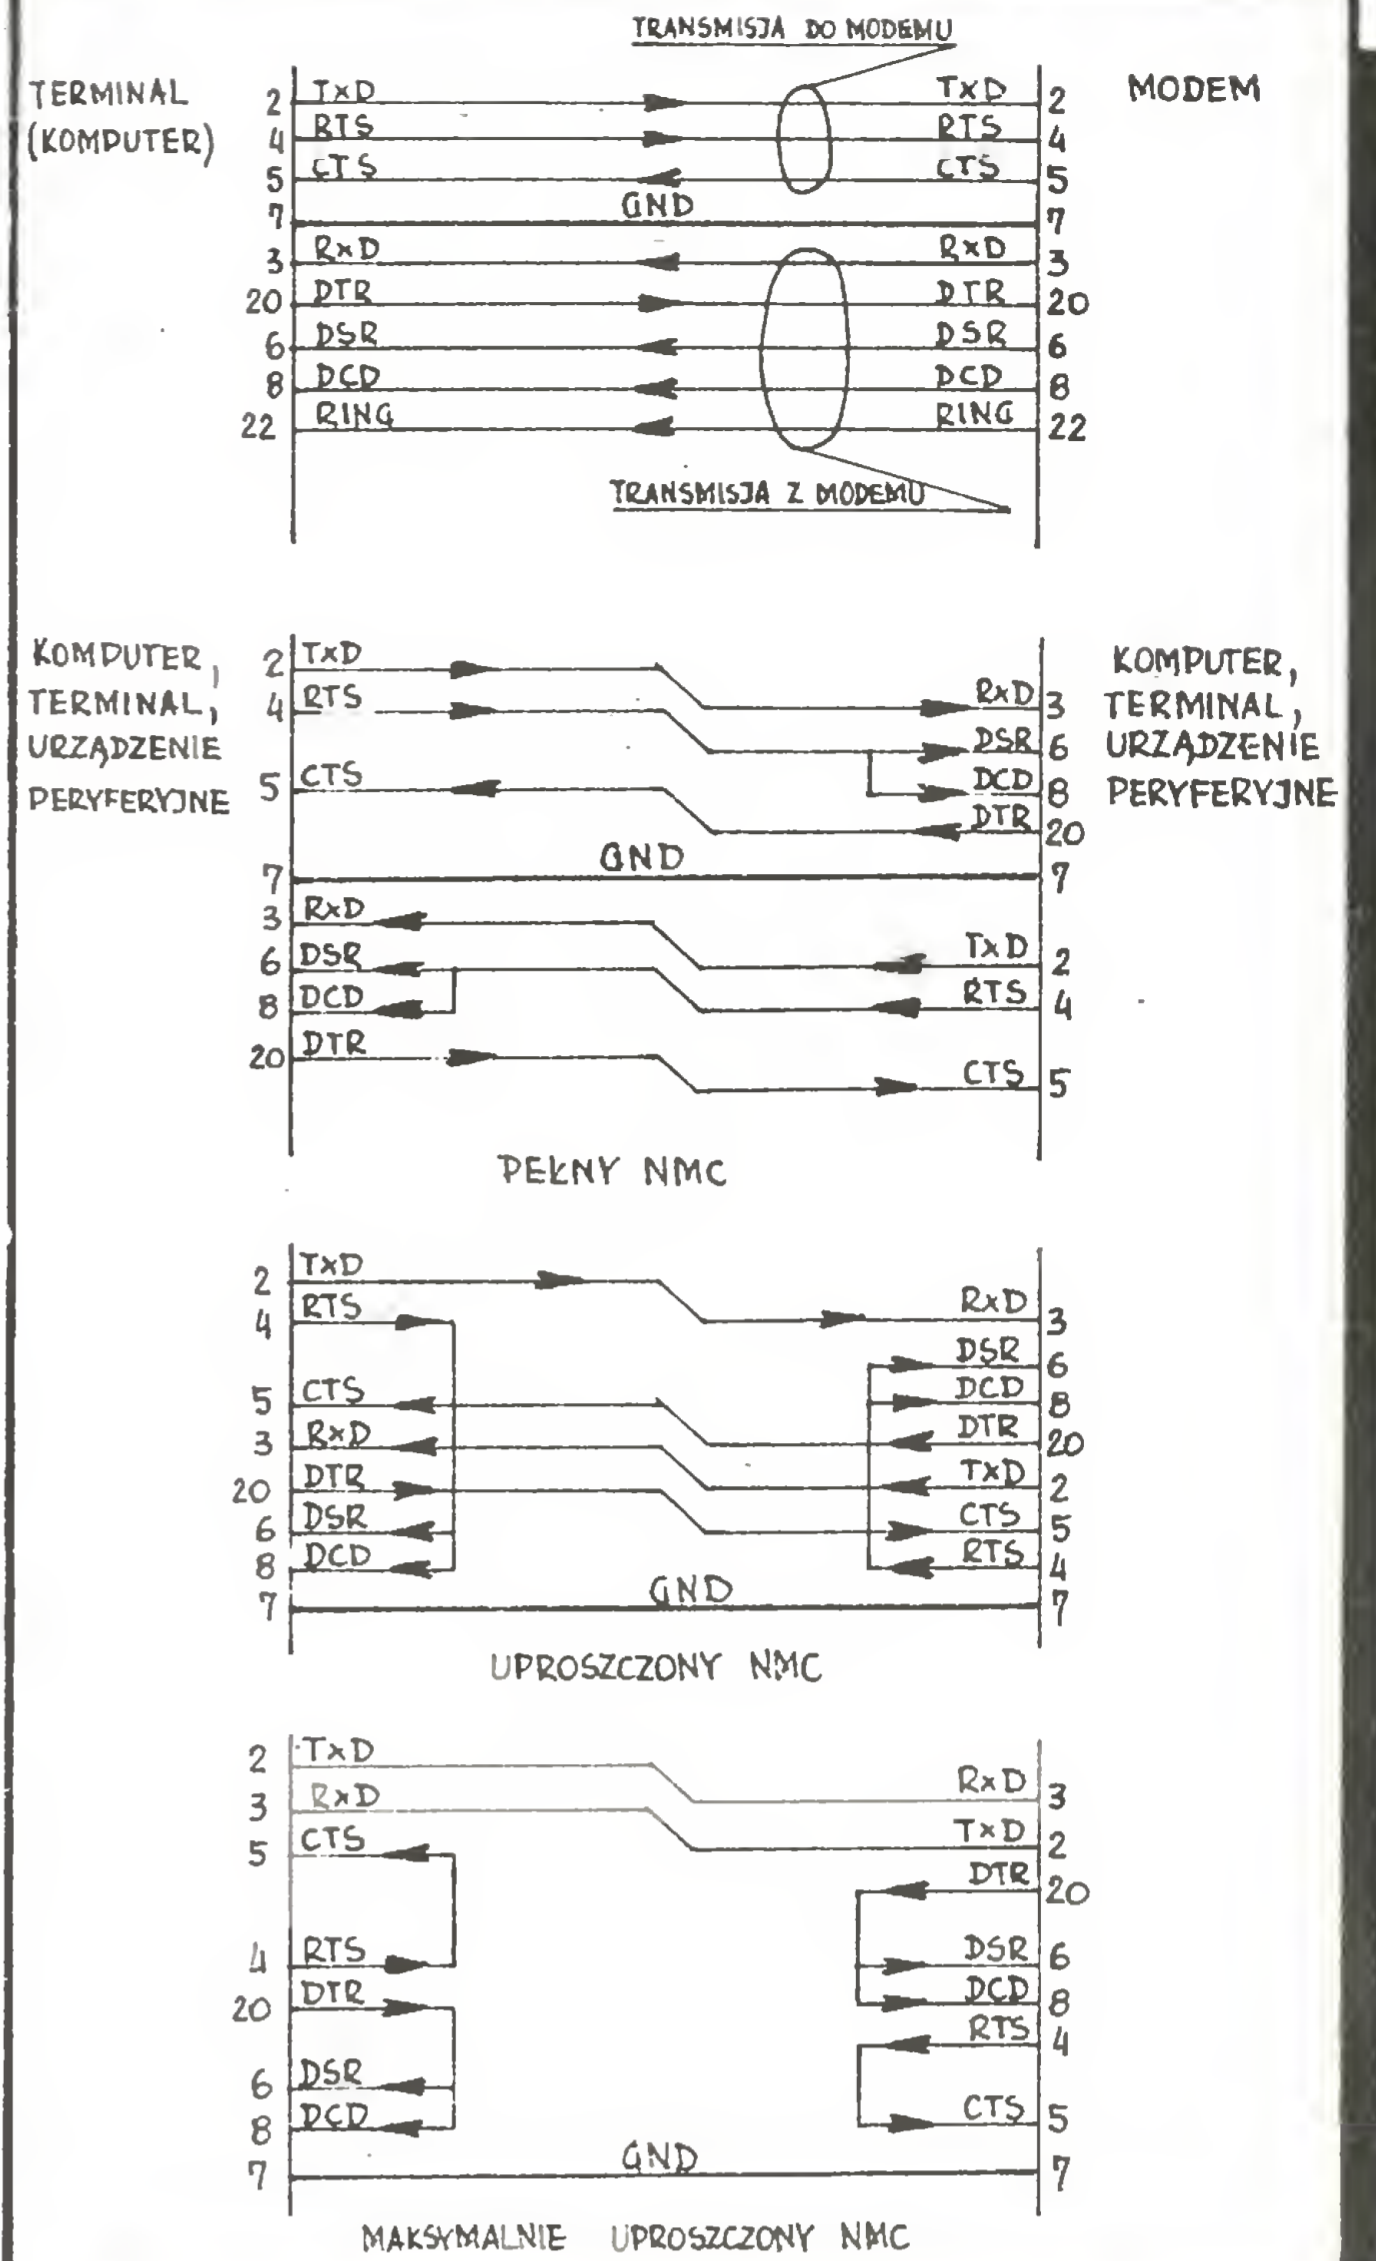 TRANSMISJA DO MODEMU
TERMINAL
(KOMPUTER)
MODEM
2 TxD TxD 2
4 RTS RTS 4
5 CTS CTS 5
7 GND 7
3 RxD RxD 3
20 DTR DTR 20
6 DSR DSR 6
8 DCD DCD 8
22 RING RING 22
TRANSMISJA Z MODEMU
KOMPUTER,
TERMINAL,
URZĄDZENIE
PERYFERYJNE
KOMPUTER,
TERMINAL,
URZĄDZENIE
PERYFERYJNE
2 TxD
4 RTS RxD 3
DSR 6
5 CTS DCD 8
DTR 20
7 GND 7
3 RxD
6 DSR TxD 2
8 DCD RTS 4
20 DTR
CTS 5
PEŁNY NMC
2 TxD
4 RTS RxD 3
DSR 6
5 CTS DCD 8
3 RxD DTR 20
20 DTR TxD 2
6 DSR CTS 5
8 DCD RTS 4
7 GND 7
UPROSZCZONY NMC
2 TxD
3 RxD RxD 3
5 CTS TxD 2
DTR 20
4 RTS DSR 6
20 DTR DCD 8
RTS 4
6 DSR
8 DCD CTS 5
7 GND 7
MAKSYMALNIE UPROSZCZONY NMC